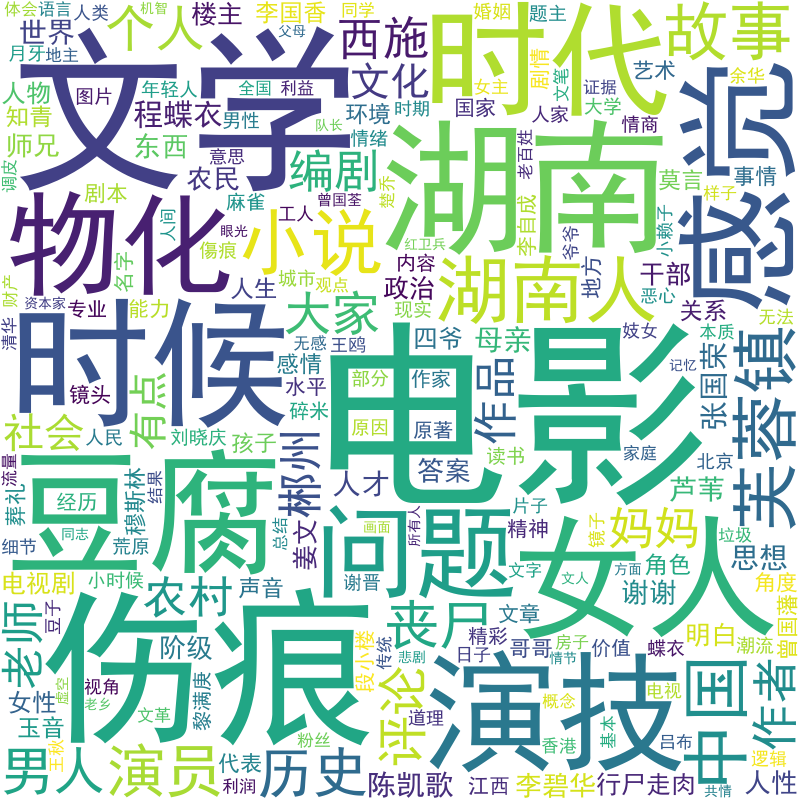 体会
语言
人类
机智
个人
楼主
李国香
同学
婚姻
题主
世界
父母
西施
时代
故事
月牙
地主
文学
剧情
女主
文笔
艺术
余华
人物
年轻人
全国
利益
文化
证据
知青
图片
程蝶衣
环境
时期
国家
人家
大学
感觉
师兄
男性
队长
情绪
情商
东西
意思
编剧
湖南
老百姓
莫言
事情
调皮
农民
麻雀
曾国荃
楚乔
样子
剧本
物化
工人
李自成
小赖子
人间
眼光
小说
红卫兵
爷爷
财产
名字
傷痕
内容
湖南人
地方
恶心
干部
城市
观点
政治
资本家
专业
能力
人生
大家
现实
关系
无法
清华
时候
无感
王鸥
四爷
母亲
妓女
本质
芙蓉镇
镜头
感情
水平
部分
作家
作品
电影
张国荣
记忆
社会
有点
碎米
人民
刘晓庆
孩子
郴州
原因
原著
家庭
流量
答案
读书
北京
葬礼
结果
穆斯林
豆腐
人才
芦苇
经历
姜文
问题
片子
所有人
精神
妈妈
女人
镜子
垃圾
细节
同志
荒原
总结
画面
电视剧
小时候
声音
谢晋
文字
文人
方面
角色
思想
老师
豆子
农村
丧尸
谢谢
角度
伤痕
文章
曾国藩
阶级
传统
精彩
房子
明白
潮流
段小楼
日子
哥哥
价值
蝶衣
女性
视角
黎满庚
悲剧
情节
中国
作者
虚空
老乡
评论
道理
演技
概念
电视
玉音
文革
粉丝
香港
基本
吕布
逻辑
王秋
男人
演员
代表
历史
利润
陈凯歌
江西
李碧华
行尸走肉
人性
共情